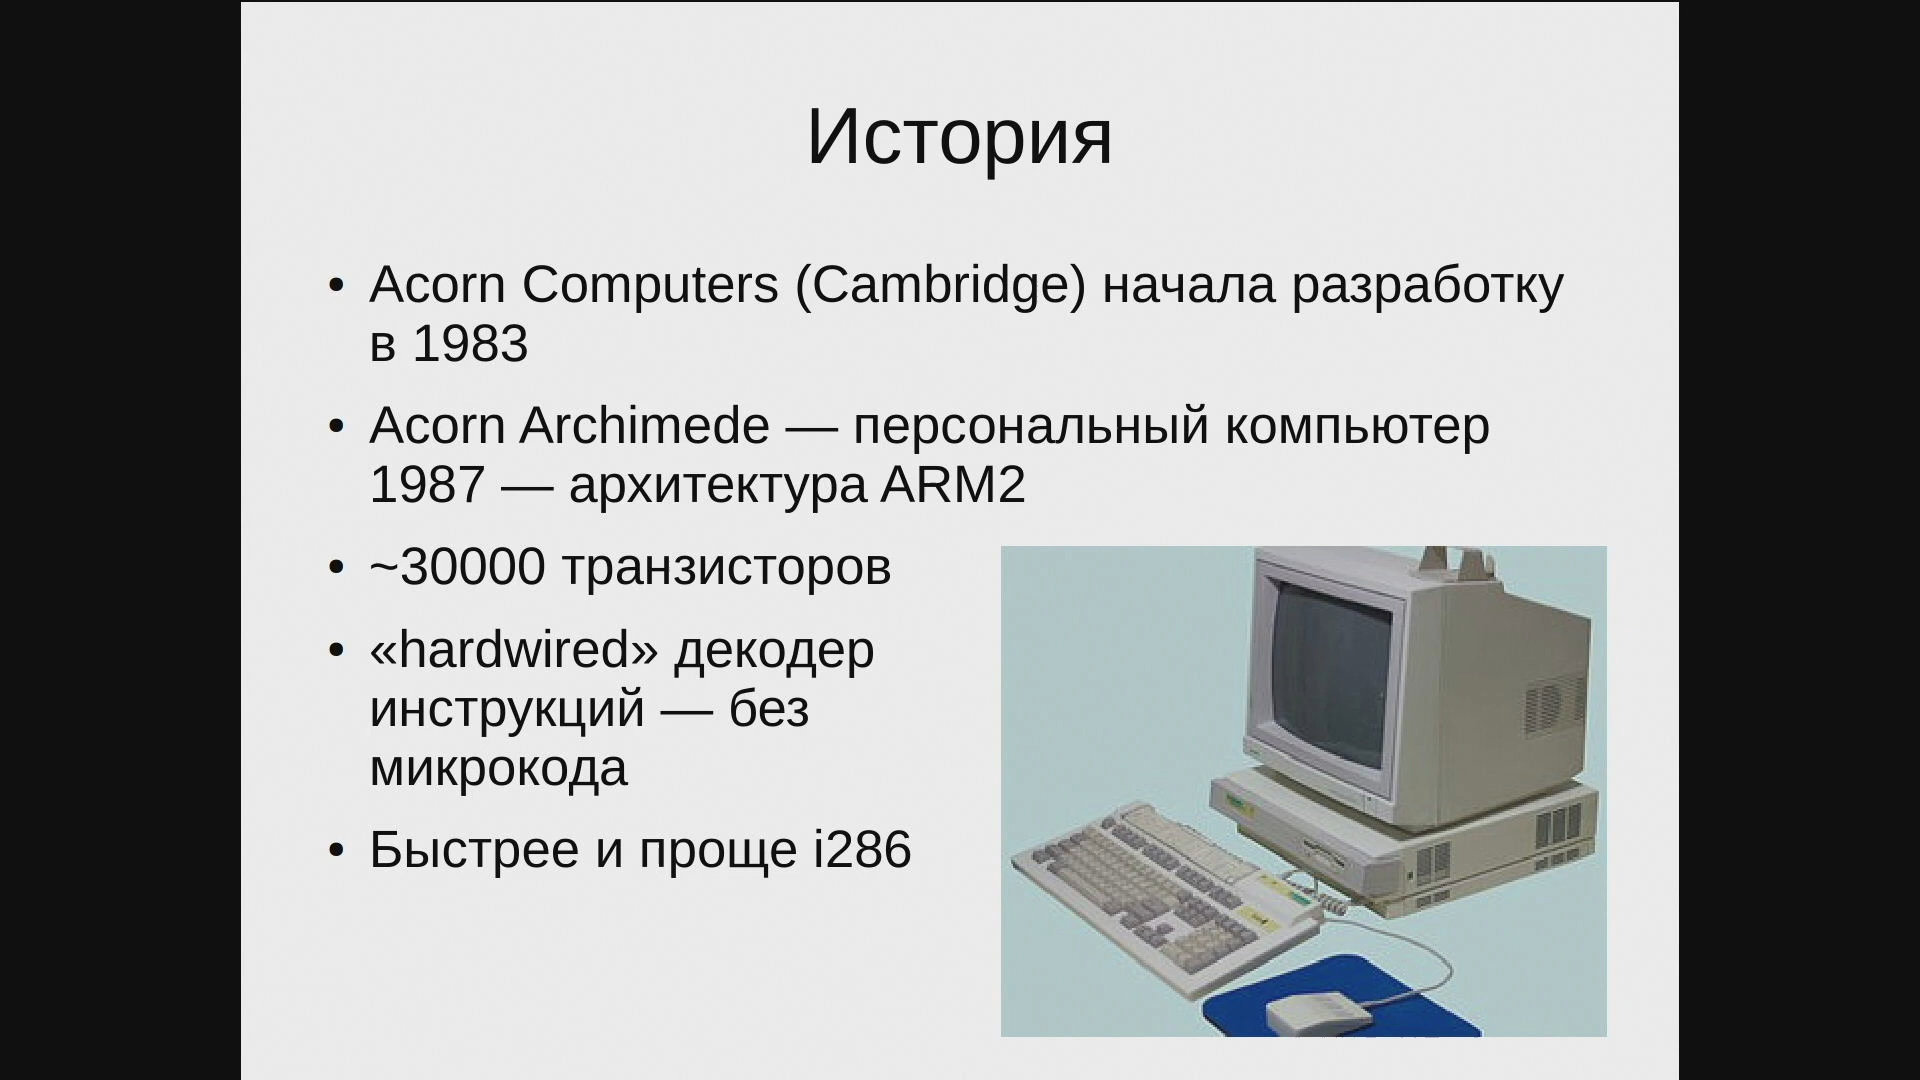 История
• Acorn Computers (Cambridge) начала разработку
в 1983
• Acorn Archimede — персональный компьютер
1987 — архитектура ARM2
• ~30000 транзисторов
• «hardwired» декодер
инструкций — без
микрокода
• Быстрее и проще i286